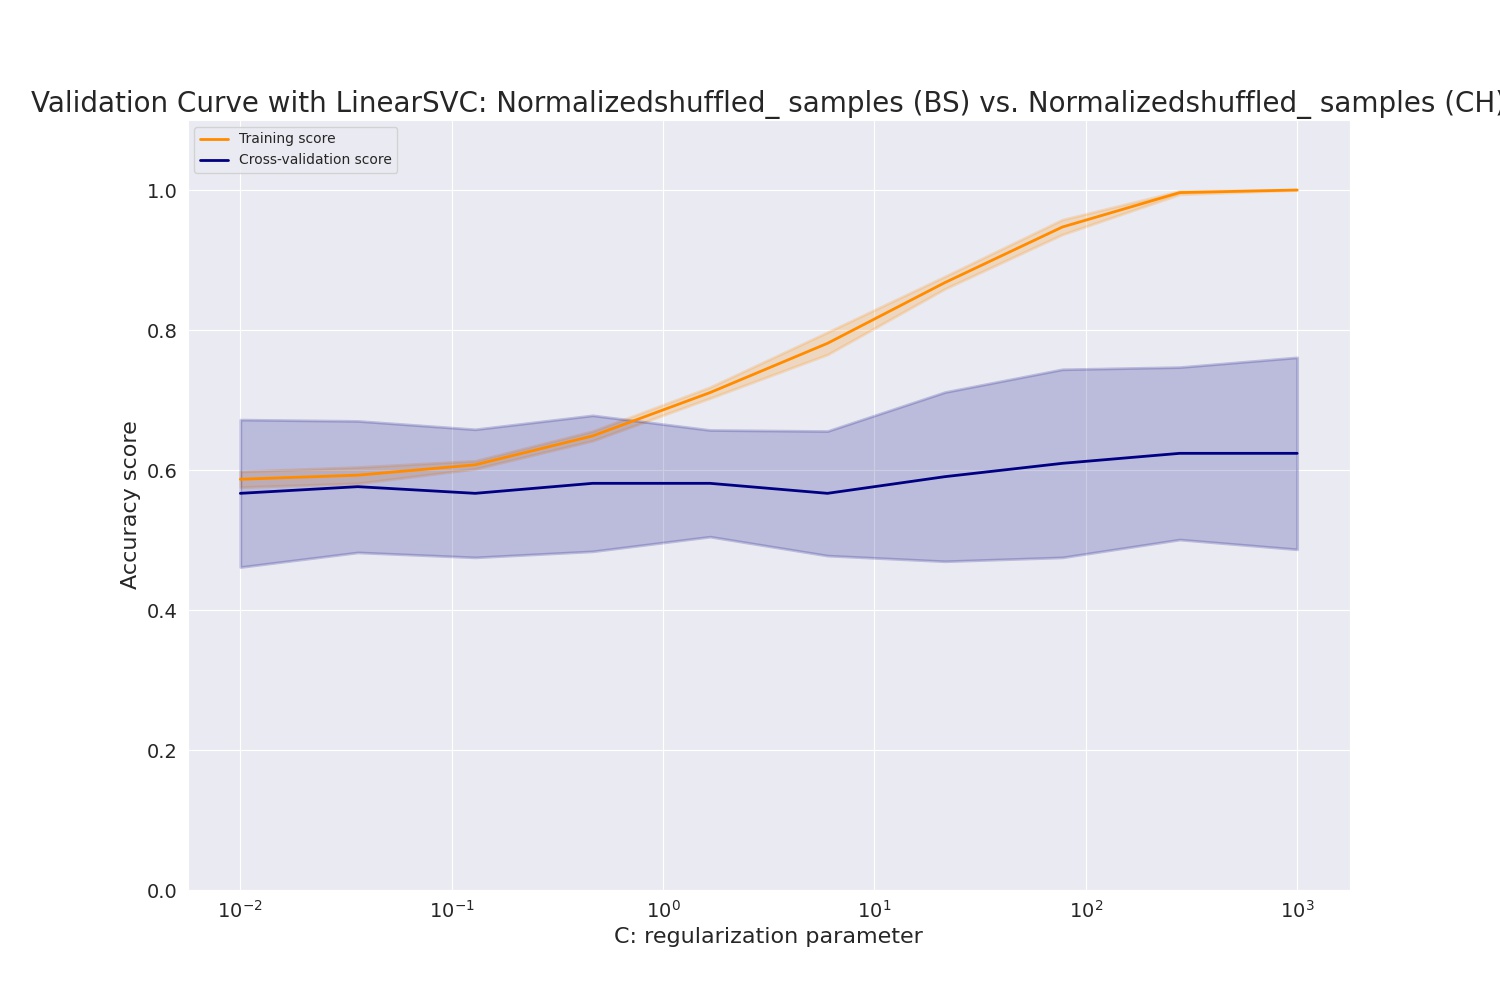 Validation Curve with LinearSVC: Normalizedshuffled_ samples (BS) vs. Normalizedshuffled_ samples (CH)
Training score
Cross-validation score
1.0
0.8
0.6
0.4
0.2
0.0
Accuracy score
10⁻² 10⁻¹ 10⁰ 10¹ 10² 10³
C: regularization parameter